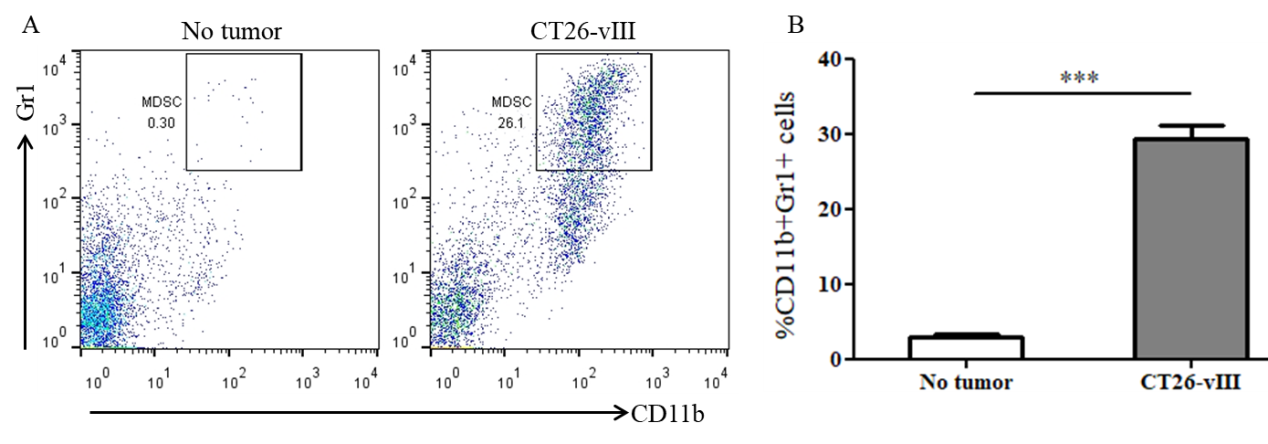 A
No tumor
CT26-vIII
B
Gr1
10⁴
10³
10²
10¹
10⁰
MDSC
0.30
10⁰ 10¹ 10² 10³ 10⁴
10⁴
10³
10²
10¹
10⁰
MDSC
26.1
10⁰ 10¹ 10² 10³ 10⁴
CD11b
%CD11b+Gr1+ cells
40
30
20
10
0
***
No tumor
CT26-vIII